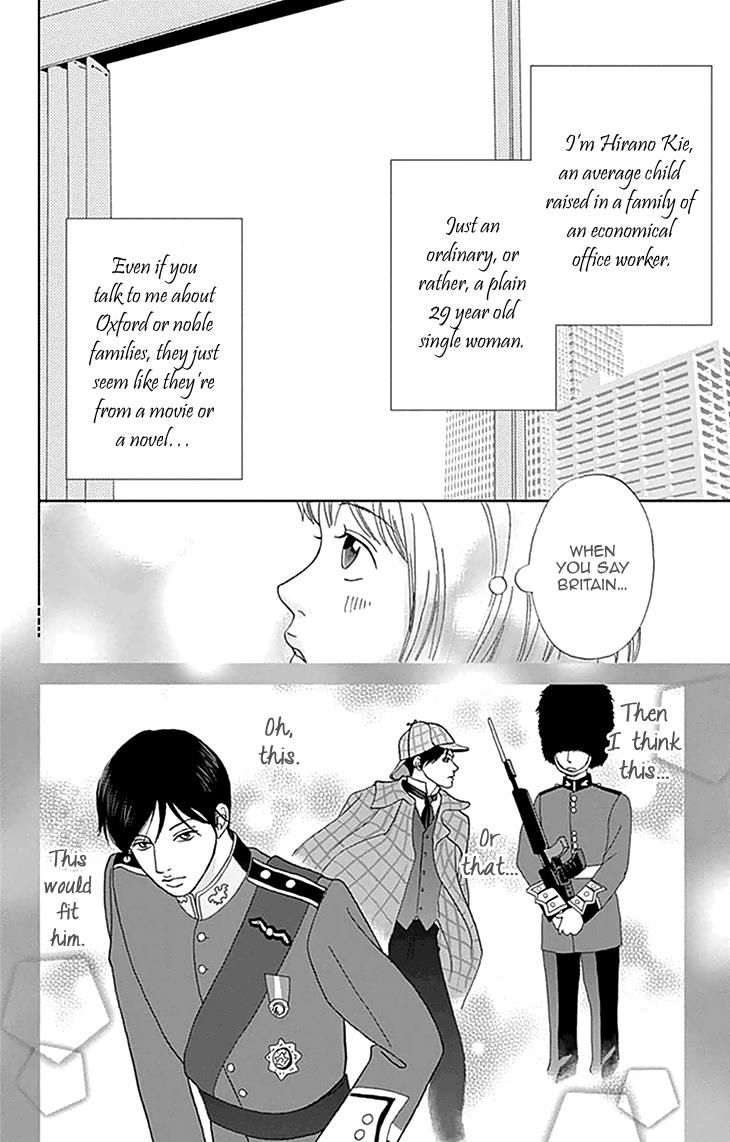 I'm Hirano Kie,
an average child
raised in a family of
an economical
office worker.
Just an
ordinary, or
rather, a plain
29 year old
single woman.
Even if you
talk to me about
Oxford or noble
families, they just
seem like they're
from a movie or
a novel...
WHEN
YOU SAY
BRITAIN...
Then
I think
this...
Or
that...
Oh,
this.
This
would
fit
him.